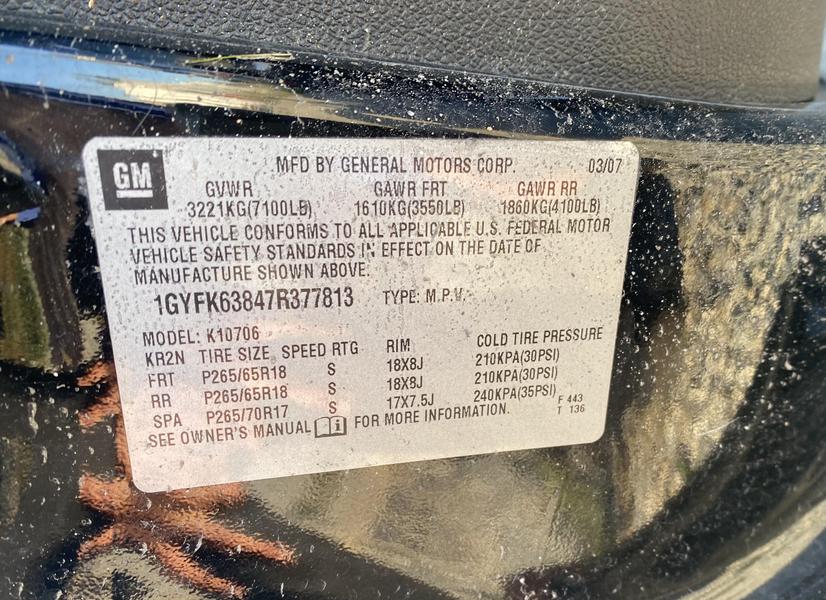 GM MFD BY GENERAL MOTORS CORP. 03/07
GVWR GAWR FRT GAWR RR
3221KG(7100LB) 1610KG(3550LB) 1860KG(4100LB)
THIS VEHICLE CONFORMS TO ALL APPLICABLE U.S. FEDERAL MOTOR
VEHICLE SAFETY STANDARDS IN EFFECT ON THE DATE OF
MANUFACTURE SHOWN ABOVE.
1GYFK63847R377813 TYPE: M.P.V.
MODEL: K10706
KR2N TIRE SIZE SPEED RTG RIM COLD TIRE PRESSURE
FRT P265/65R18 S 18X8J 210KPA(30PSI)
RR P265/65R18 S 18X8J 210KPA(30PSI)
SPA P265/70R17 S 17X7.5J 240KPA(35PSI) F 443
SEE OWNER'S MANUAL FOR MORE INFORMATION. T 136